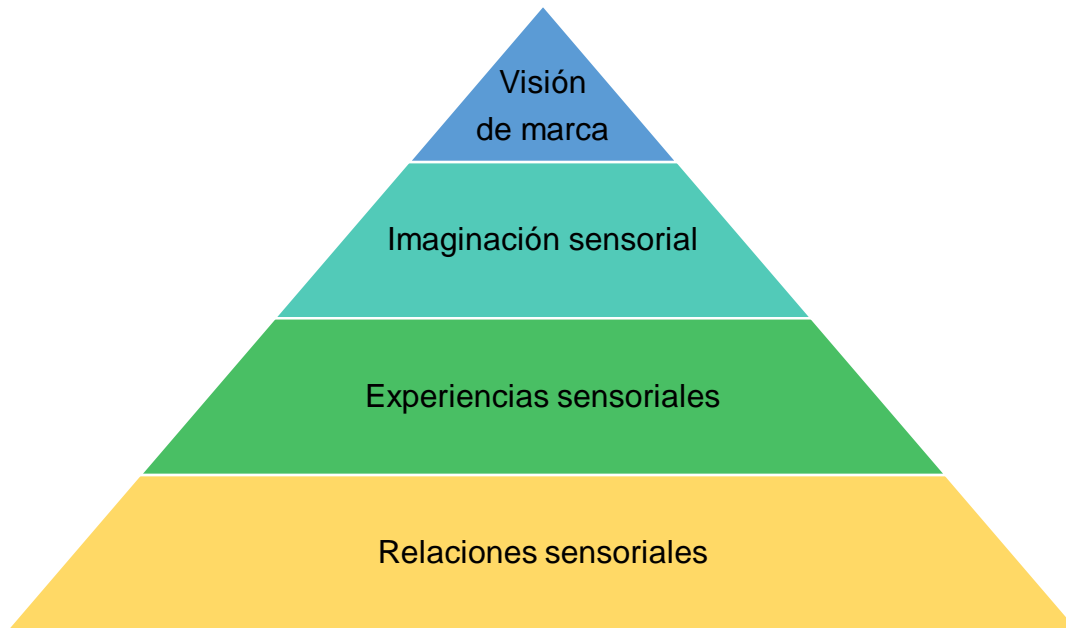 Visión
de marca
Imaginación sensorial
Experiencias sensoriales
Relaciones sensoriales